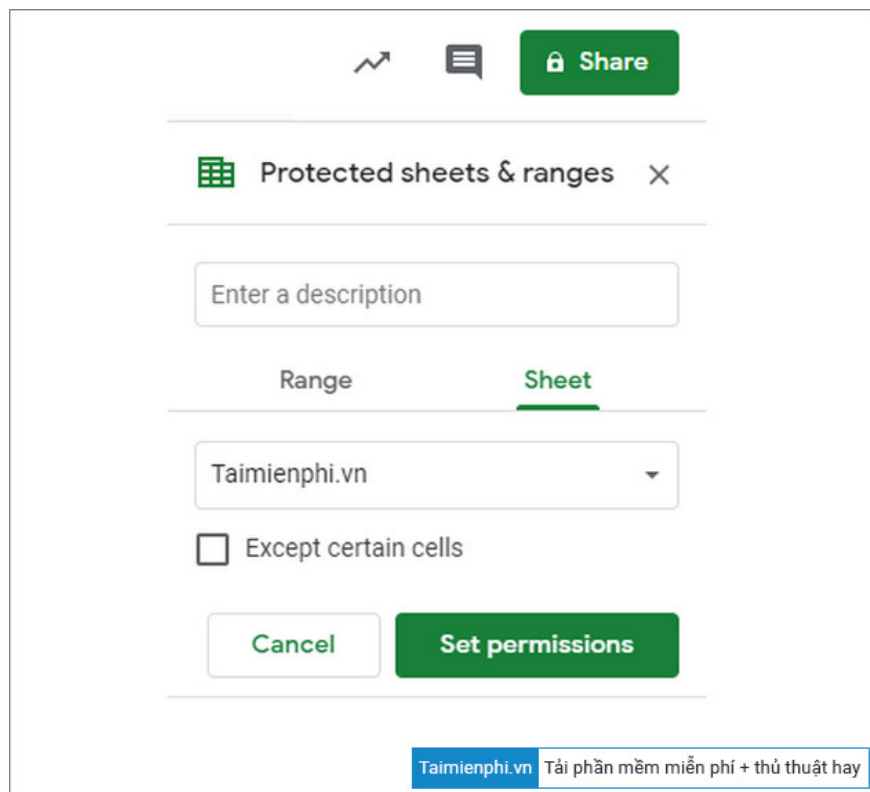 Share
Protected sheets & ranges
Enter a description
Range Sheet
Taimienphi.vn
Except certain cells
Cancel Set permissions
Taimienphi.vn Tải phần mềm miễn phí + thủ thuật hay